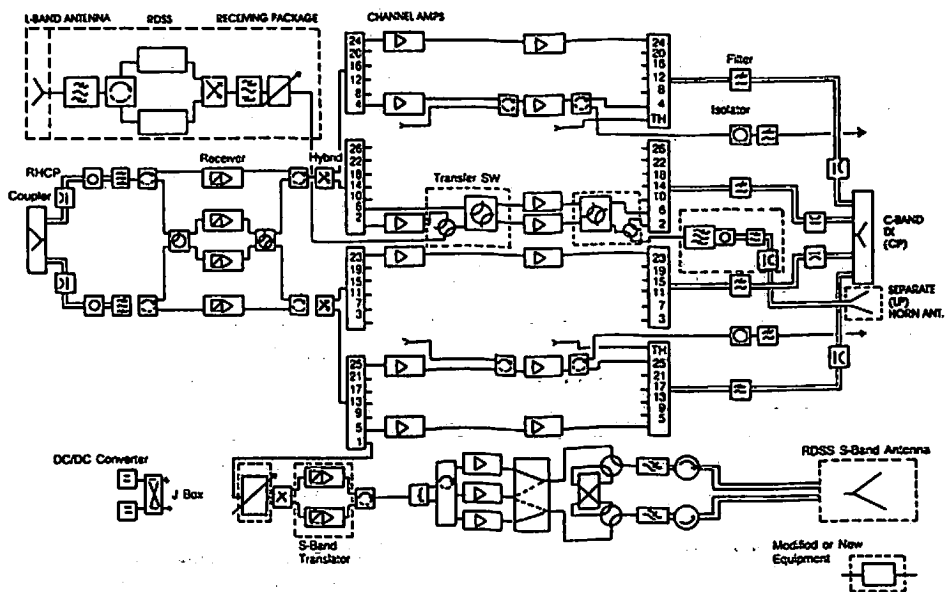 L-BAND ANTENNA RDSS RECEIVING PACKAGE
CHANNEL AMPS
24
20
16
12
8
4
24
20
16
12
8
4
TH
Filter
Isolator
RHCP
Coupler
Receiver
Hybrid
26
22
18
14
10
6
2
Transfer SW
26
22
18
14
10
6
2
C-BAND
(CP)
SEPARATE
(LP)
HORN ANT.
23
19
15
11
7
3
23
19
15
11
7
3
25
21
17
13
9
5
1
TH
25
21
17
13
9
5
DC/DC Converter
J Box
S-Band
Translator
RDSS S-Band Antenna
Modified or New
Equipment